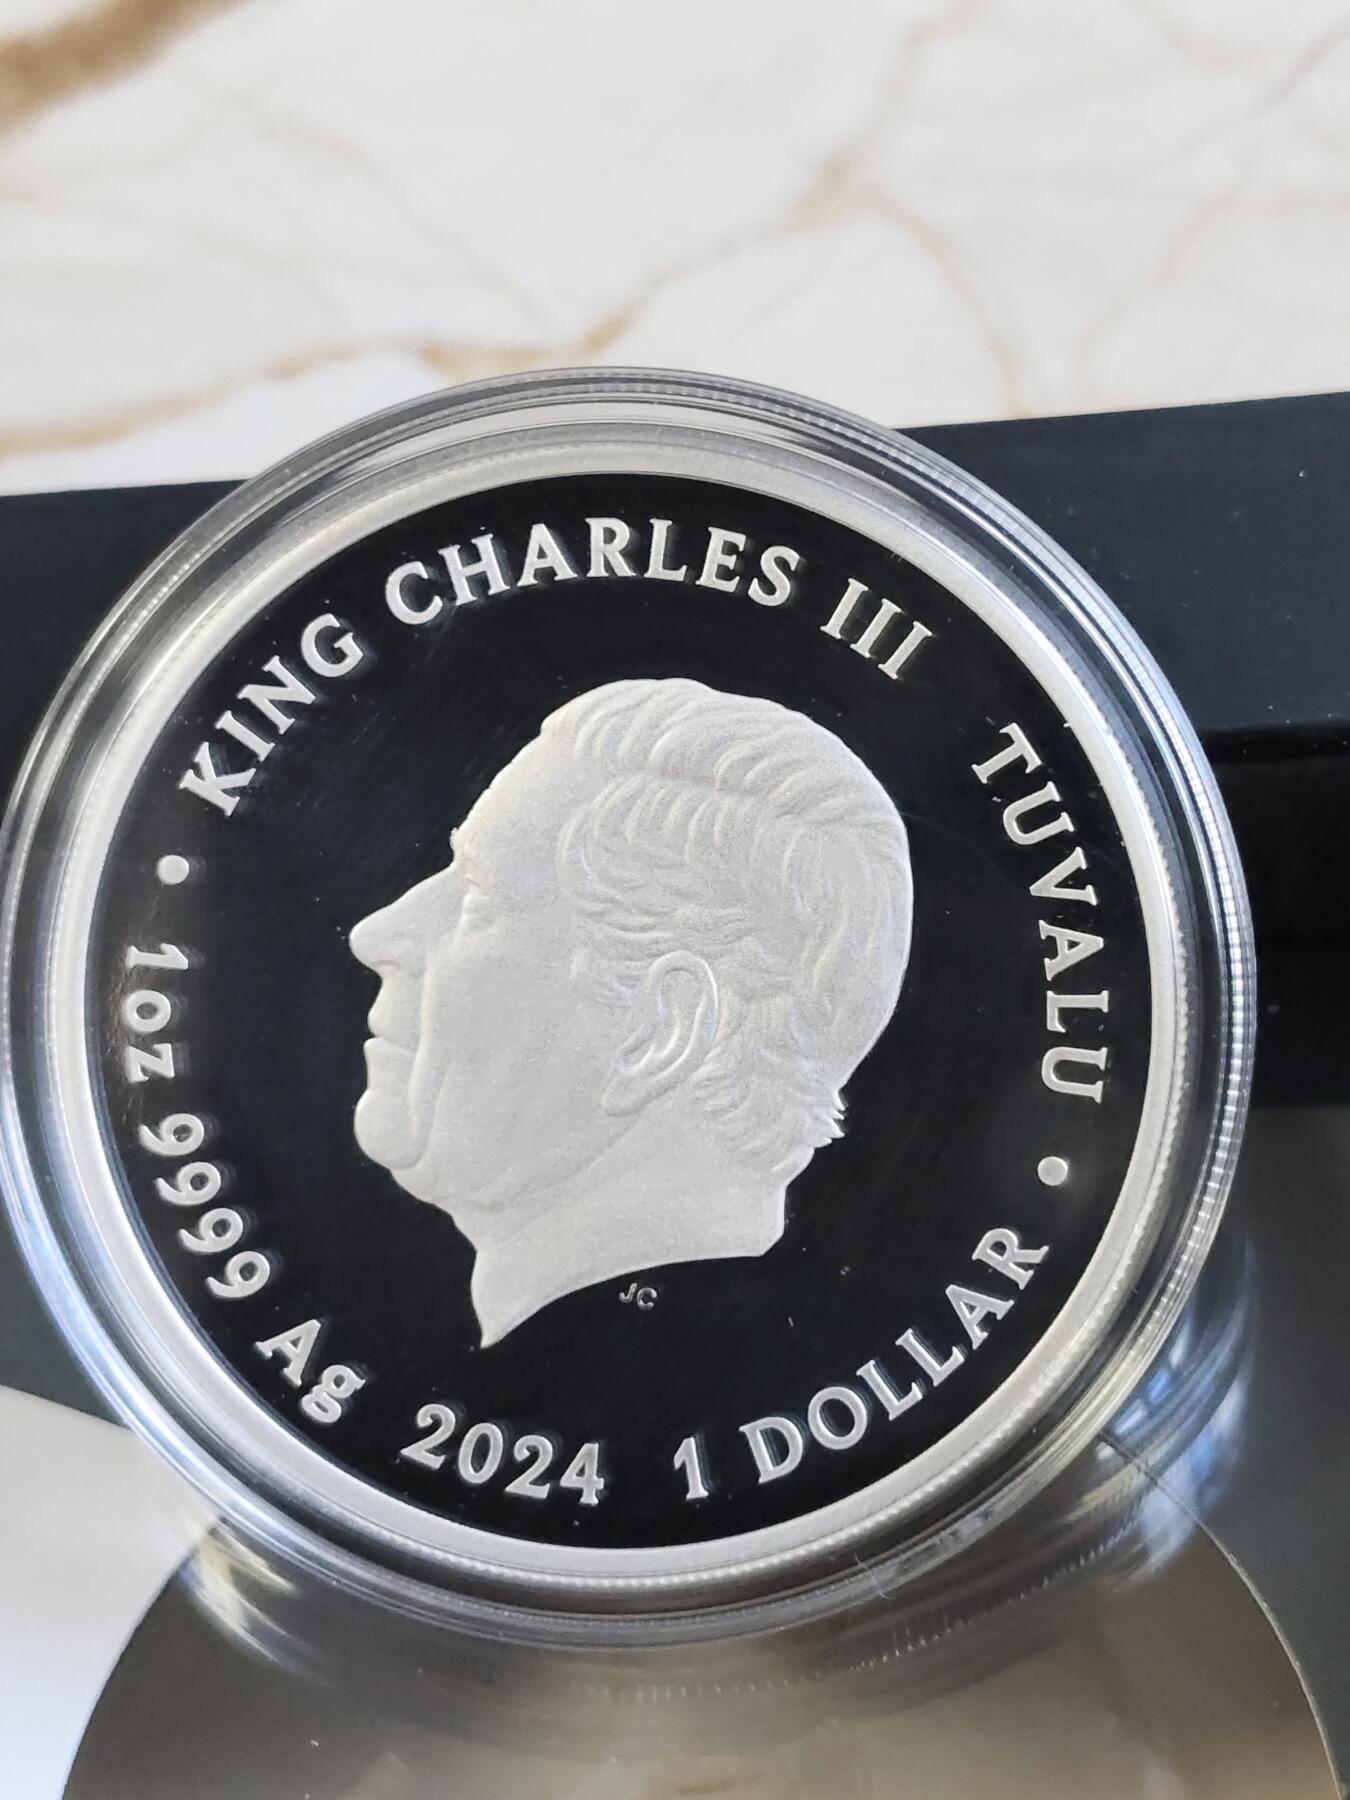 KING CHARLES III TUVALU
• 1oz 9999 Ag 2024 1 DOLLAR •
JC